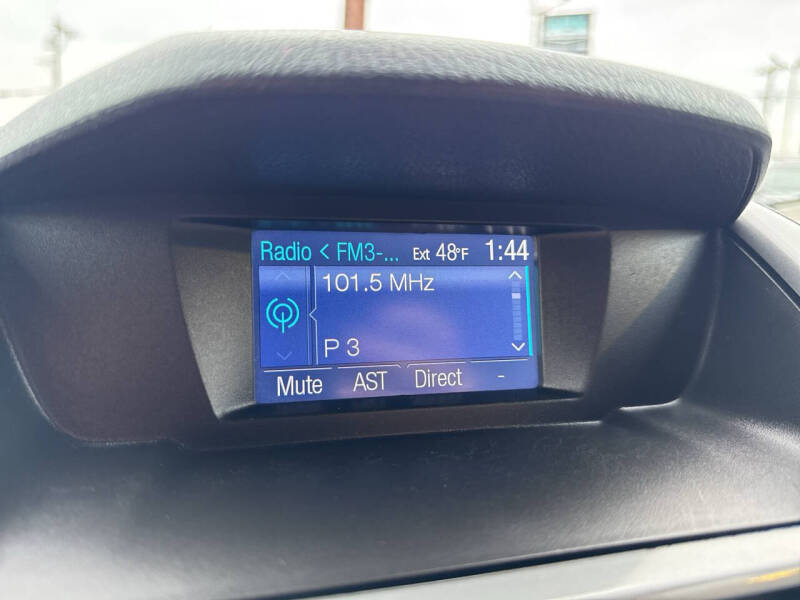 Radio < FM3-... Ext 48°F 1:44
101.5 MHz
P 3
Mute AST Direct -